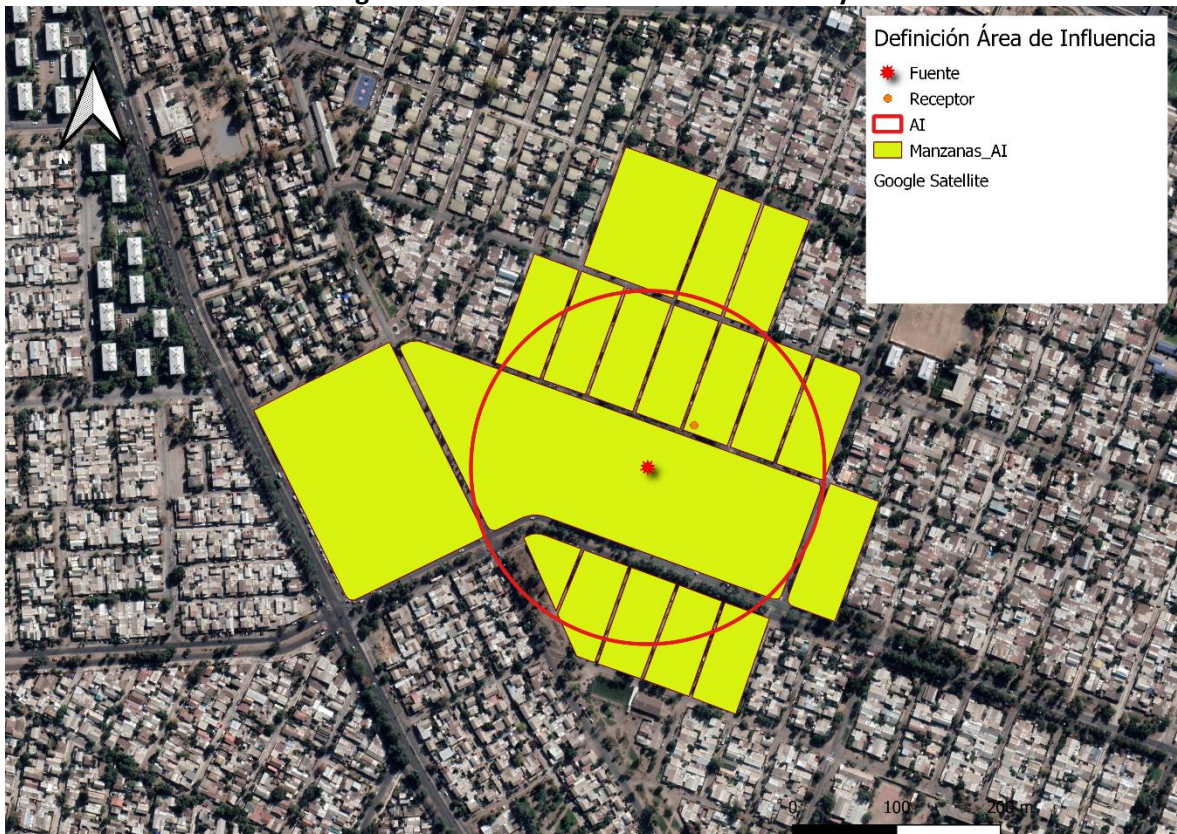 Definición Área de Influencia
Fuente
Receptor
AI
Manzanas_AI
Google Satellite
N
0 100 200 m